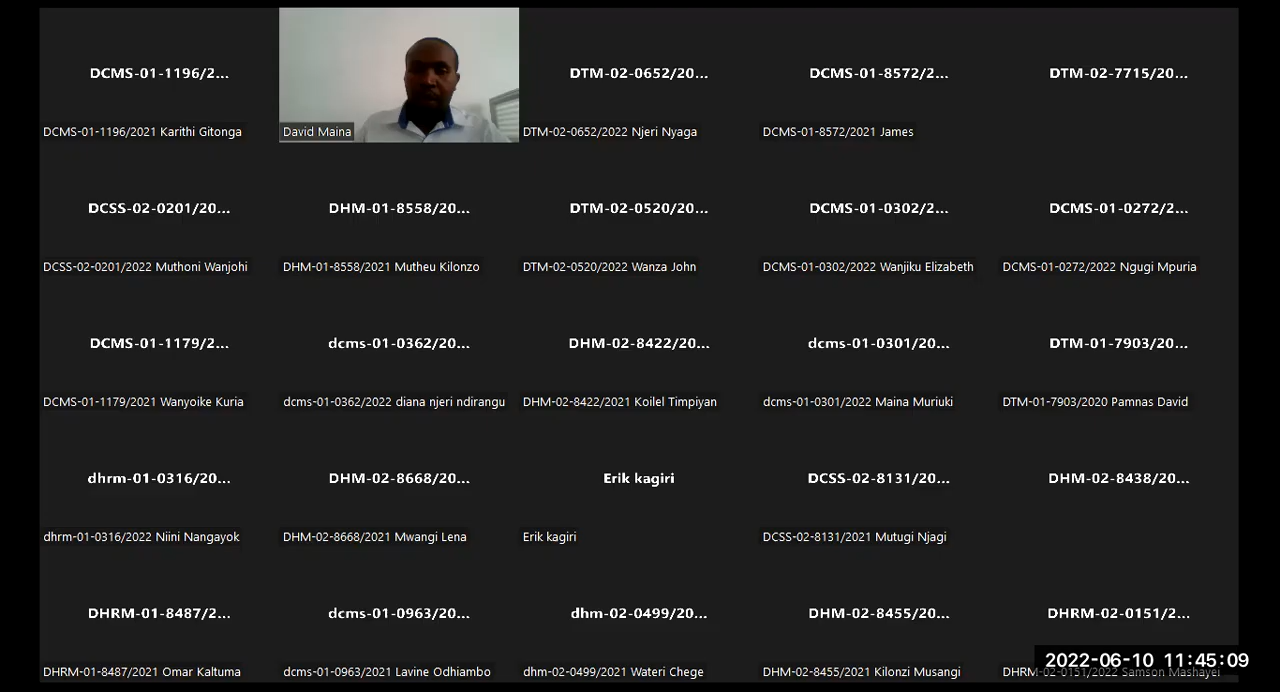 DCMS-01-1196/2...
DTM-02-0652/20...
DCMS-01-8572/2...
DTM-02-7715/20...
DCMS-01-1196/2021 Karithi Gitonga
David Maina
DTM-02-0652/2022 Njeri Nyaga
DCMS-01-8572/2021 James
DCSS-02-0201/20...
DHM-01-8558/20...
DTM-02-0520/20...
DCMS-01-0302/2...
DCMS-01-0272/2...
DCSS-02-0201/2022 Muthoni Wanjohi
DHM-01-8558/2021 Mutheu Kilonzo
DTM-02-0520/2022 Wanza John
DCMS-01-0302/2022 Wanjiku Elizabeth
DCMS-01-0272/2022 Ngugi Mpuria
DCMS-01-1179/2...
dcms-01-0362/20...
DHM-02-8422/20...
dcms-01-0301/20...
DTM-01-7903/20...
DCMS-01-1179/2021 Wanyoike Kuria
dcms-01-0362/2022 diana njeri ndirangu
DHM-02-8422/2021 Koilel Timpiyan
dcms-01-0301/2022 Maina Muriuki
DTM-01-7903/2020 Pamnas David
dhrm-01-0316/20...
DHM-02-8668/20...
Erik kagiri
DCSS-02-8131/20...
DHM-02-8438/20...
dhrm-01-0316/2022 Niini Nangayok
DHM-02-8668/2021 Mwangi Lena
Erik kagiri
DCSS-02-8131/2021 Mutugi Njagi
DHRM-01-8487/2...
dcms-01-0963/20...
dhm-02-0499/20...
DHM-02-8455/20...
DHRM-02-0151/2...
DHRM-01-8487/2021 Omar Kaltuma
dcms-01-0963/2021 Lavine Odhiambo
dhm-02-0499/2022 Wateri Chege
DHM-02-8455/2021 Kilonzi Musangi
DHRM-02-0151/2022 Samson Mashayei
2022-06-10 11:45:09